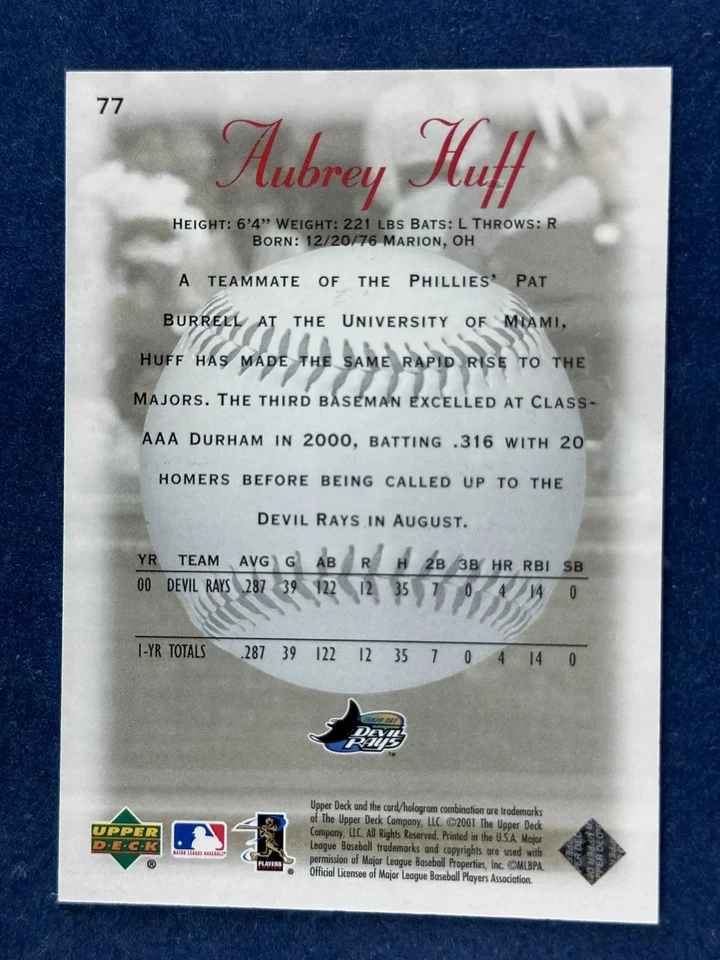 77
Aubrey Huff
HEIGHT: 6'4" WEIGHT: 221 LBS BATS: L THROWS: R
BORN: 12/20/76 MARION, OH
A TEAMMATE OF THE PHILLIES' PAT
BURRELL AT THE UNIVERSITY OF MIAMI,
HUFF HAS MADE THE SAME RAPID RISE TO THE
MAJORS. THE THIRD BASEMAN EXCELLED AT CLASS-
AAA DURHAM IN 2000, BATTING .316 WITH 20
HOMERS BEFORE BEING CALLED UP TO THE
DEVIL RAYS IN AUGUST.
YR TEAM AVG G AB R H 2B 3B HR RBI SB
00 DEVIL RAYS .287 39 122 12 35 7 0 4 14 0
1-YR TOTALS .287 39 122 12 35 7 0 4 14 0
TAMPA BAY
DEVIL
RAYS
™
Upper Deck and the card/hologram combination are trademarks
of The Upper Deck Company, LLC. ©2001 The Upper Deck
Company, LLC. All Rights Reserved. Printed in the U.S.A. Major
League Baseball trademarks and copyrights are used with
permission of Major League Baseball Properties, Inc. ©MLBPA
Official Licensee of Major League Baseball Players Association.
UPPER
DECK
®
MAJOR LEAGUE BASEBALL
PLAYERS
®